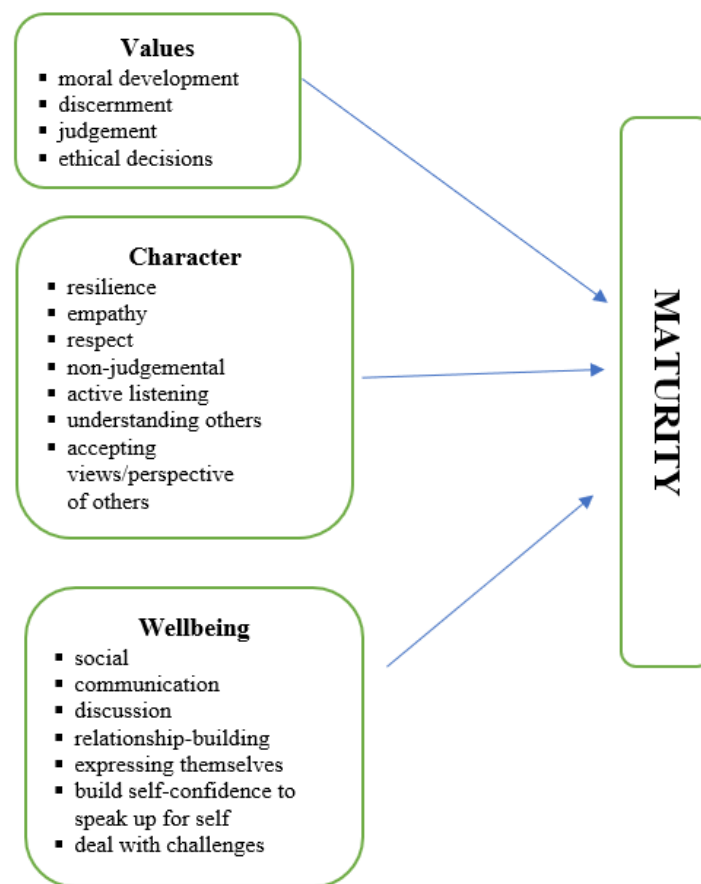 Values
▪ moral development
▪ discernment
▪ judgement
▪ ethical decisions
Character
▪ resilience
▪ empathy
▪ respect
▪ non-judgemental
▪ active listening
▪ understanding others
▪ accepting
views/perspective
of others
Wellbeing
▪ social
▪ communication
▪ discussion
▪ relationship-building
▪ expressing themselves
▪ build self-confidence to
speak up for self
▪ deal with challenges
MATURITY